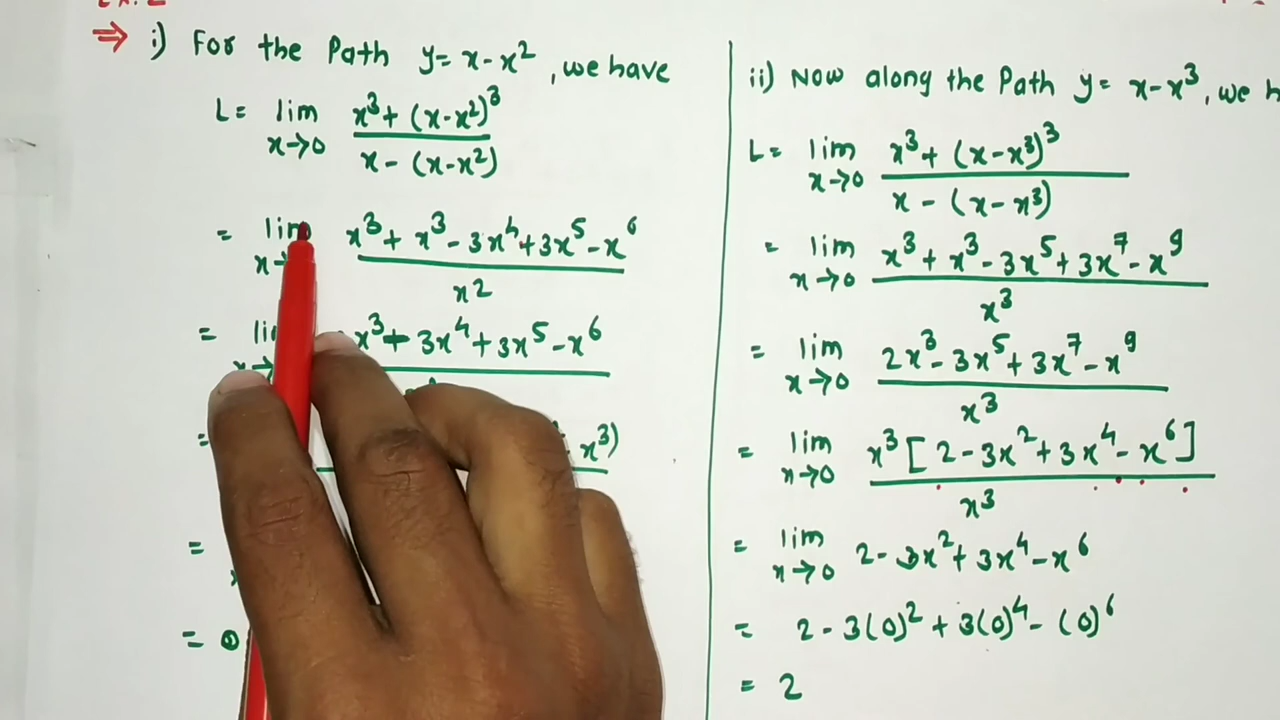 ⇒ i) For the Path y = x - x², we have
L = lim x→0 x³ + (x-x²)³ / x - (x-x²)
= lim x→ x³ + x³ - 3x⁴ + 3x⁵ - x⁶ / x²
= x³ - 3x⁴ + 3x⁵ - x⁶
= x³)
=
= 0
ii) Now along the Path y = x - x³, we h
L = lim x→0 x³ + (x-x³)³ / x - (x-x³)
= lim x→0 x³ + x³ - 3x⁵ + 3x⁷ - x⁹ / x³
= lim x→0 2x³ - 3x⁵ + 3x⁷ - x⁹ / x³
= lim x→0 x³ [2 - 3x² + 3x⁴ - x⁶] / x³
= lim x→0 2 - 3x² + 3x⁴ - x⁶
= 2 - 3(0)² + 3(0)⁴ - (0)⁶
= 2